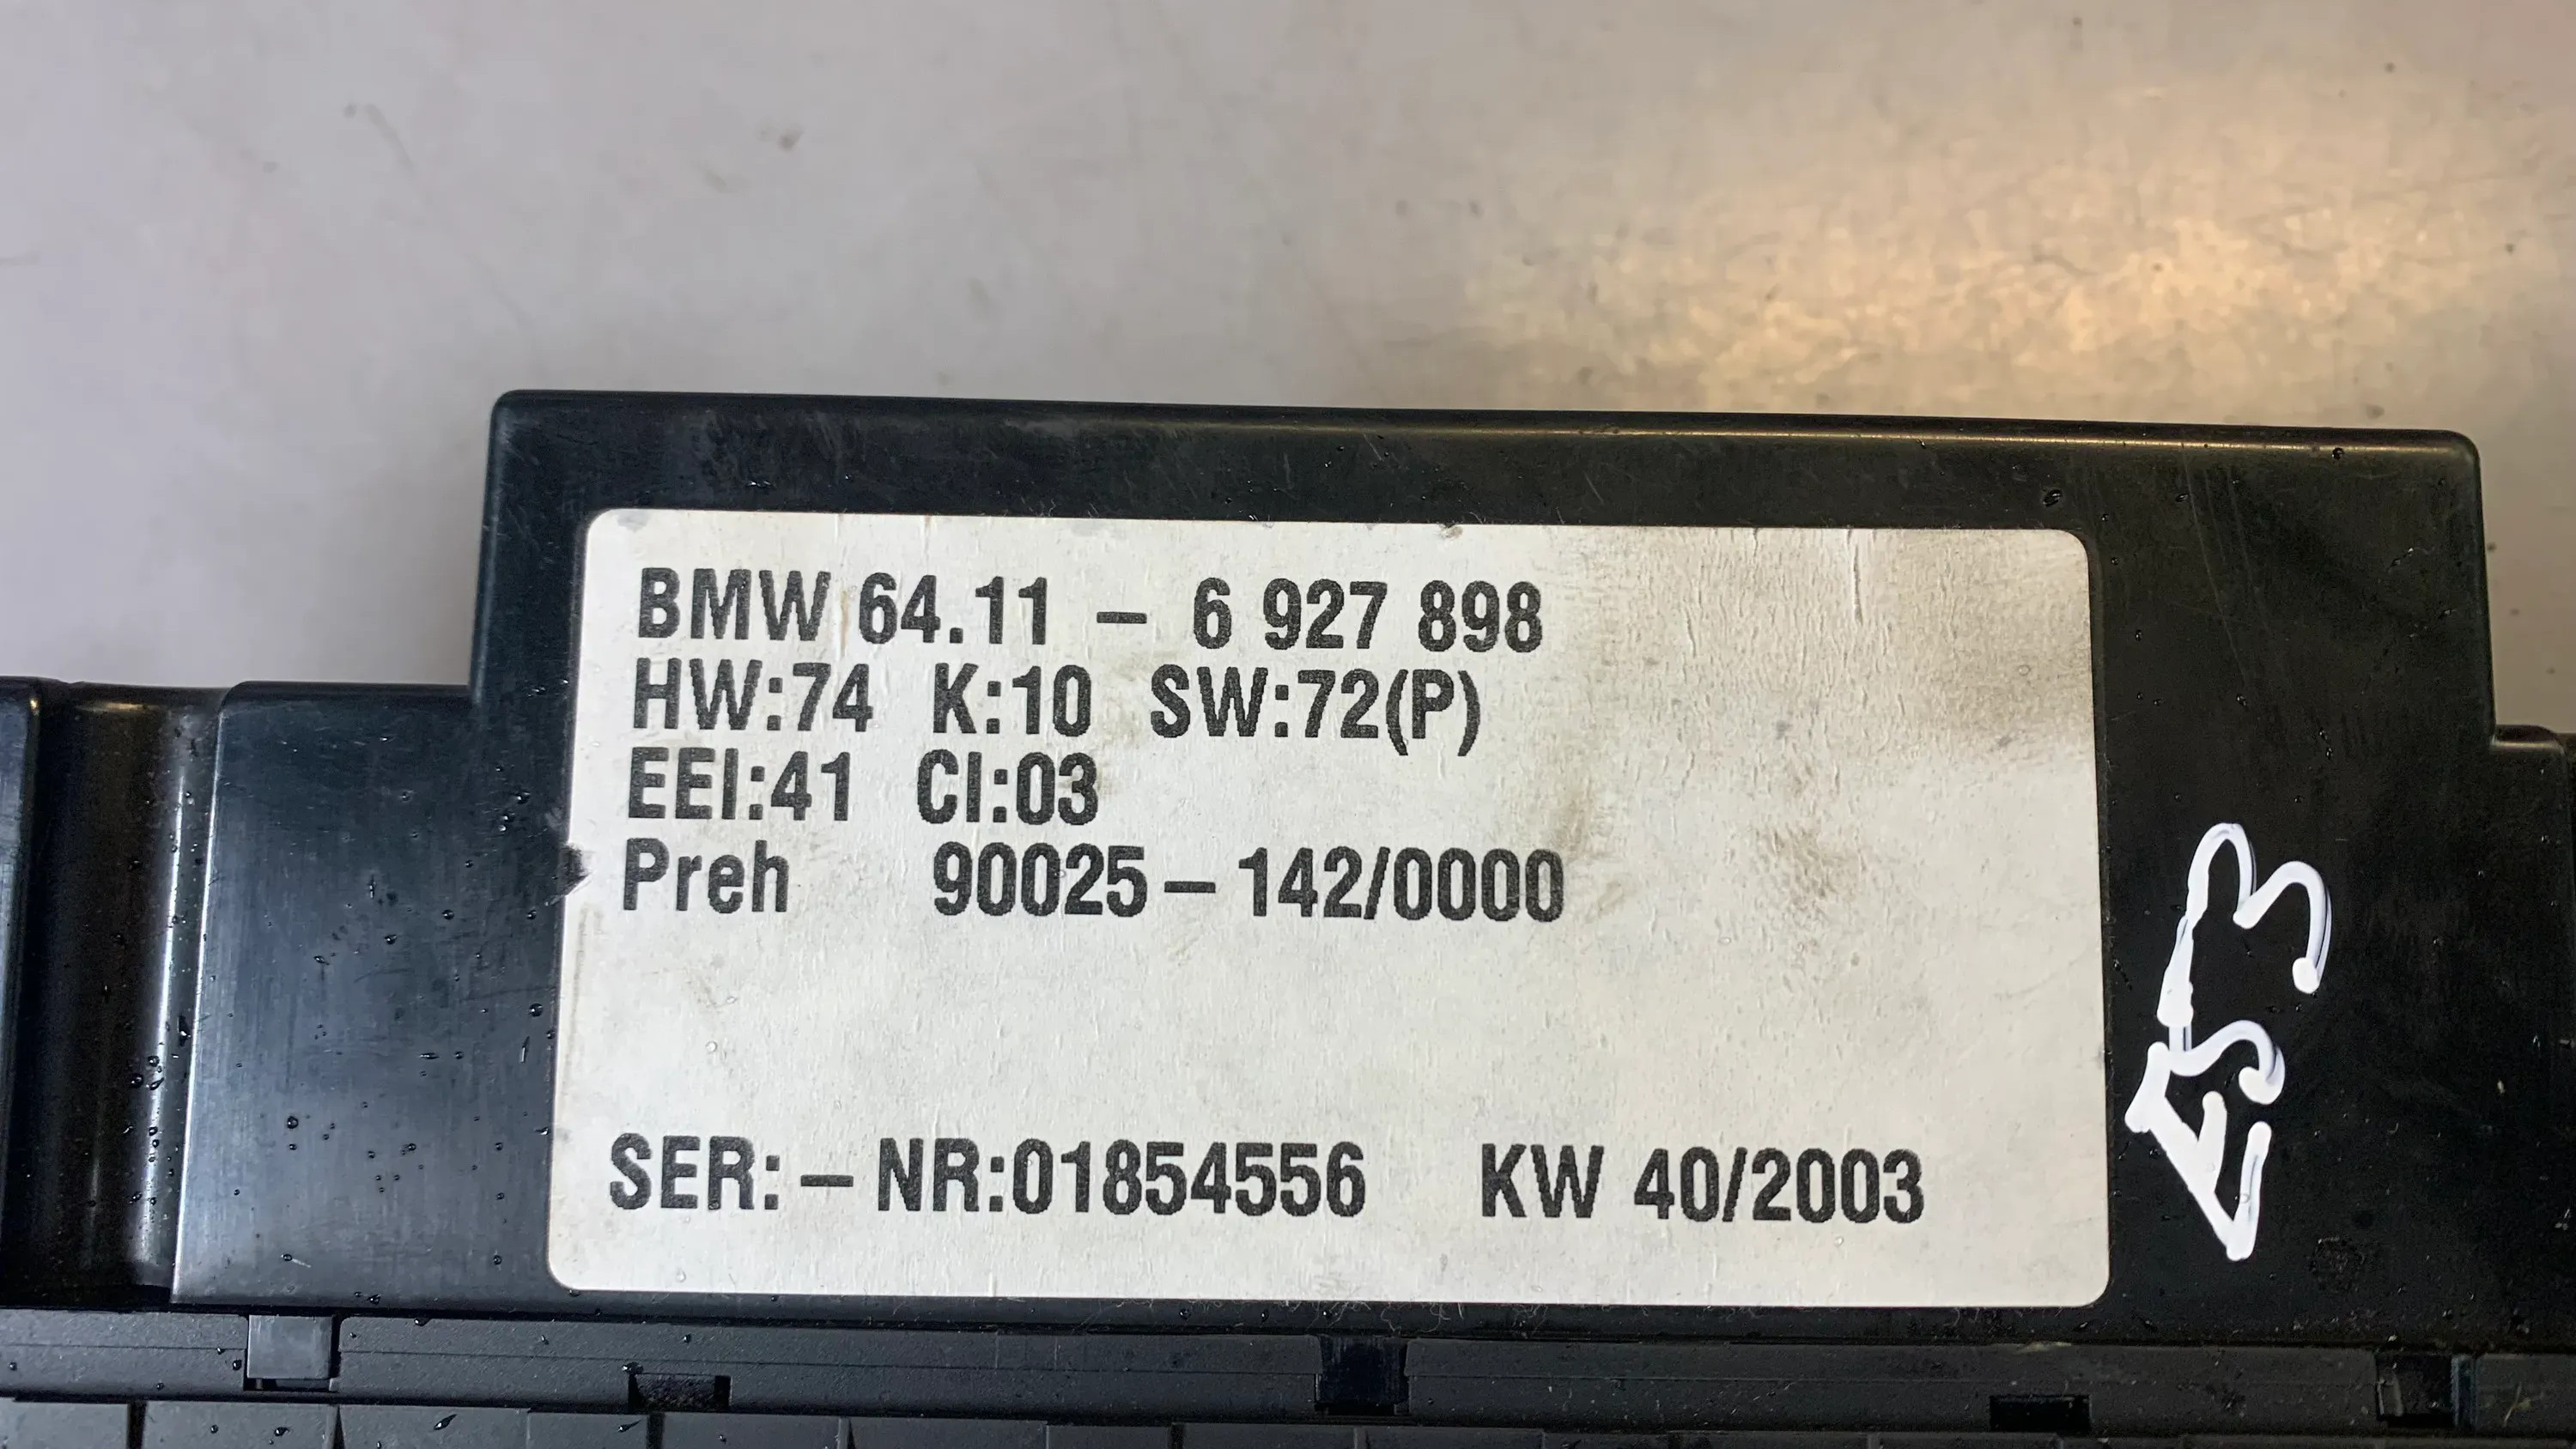 BMW 64.11 – 6 927 898
HW:74 K:10 SW:72(P)
EEI:41 CI:03
Preh 90025 – 142/0000
SER: – NR:01854556 KW 40/2003
E53